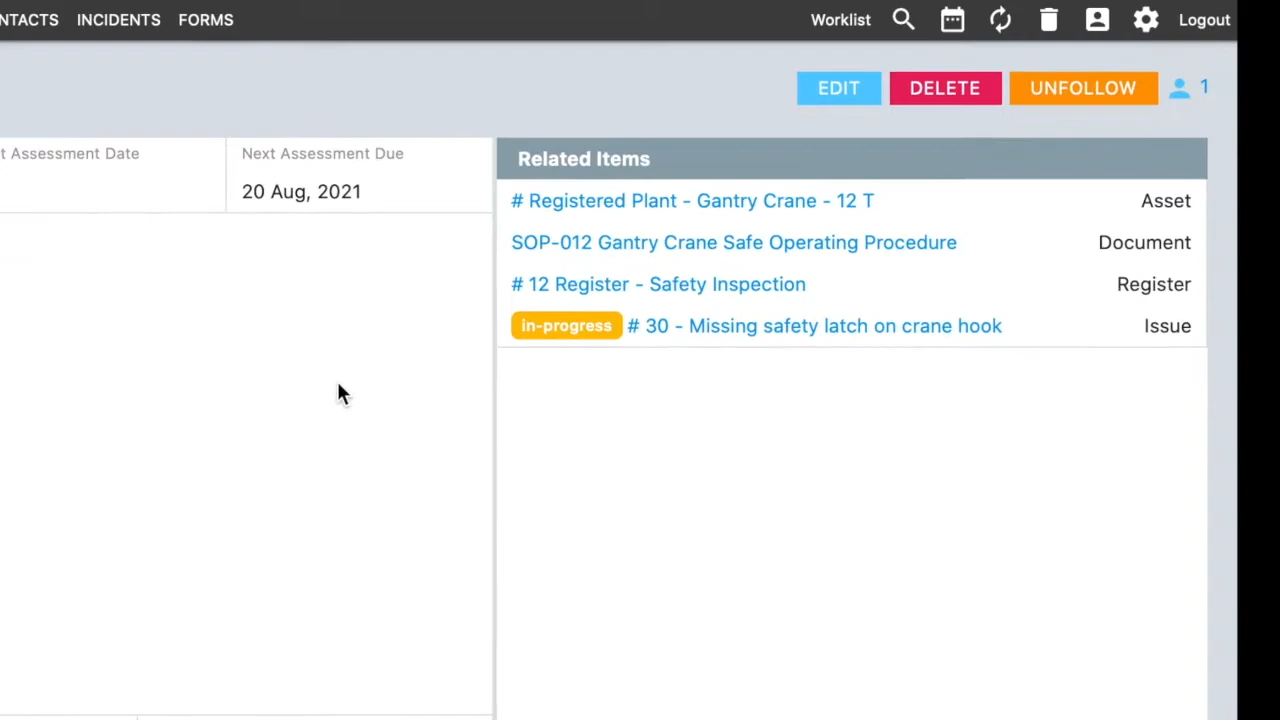 NTACTS INCIDENTS FORMS Worklist Logout
EDIT DELETE UNFOLLOW 1
t Assessment Date Next Assessment Due
20 Aug, 2021
Related Items
# Registered Plant - Gantry Crane - 12 T Asset
SOP-012 Gantry Crane Safe Operating Procedure Document
# 12 Register - Safety Inspection Register
in-progress # 30 - Missing safety latch on crane hook Issue